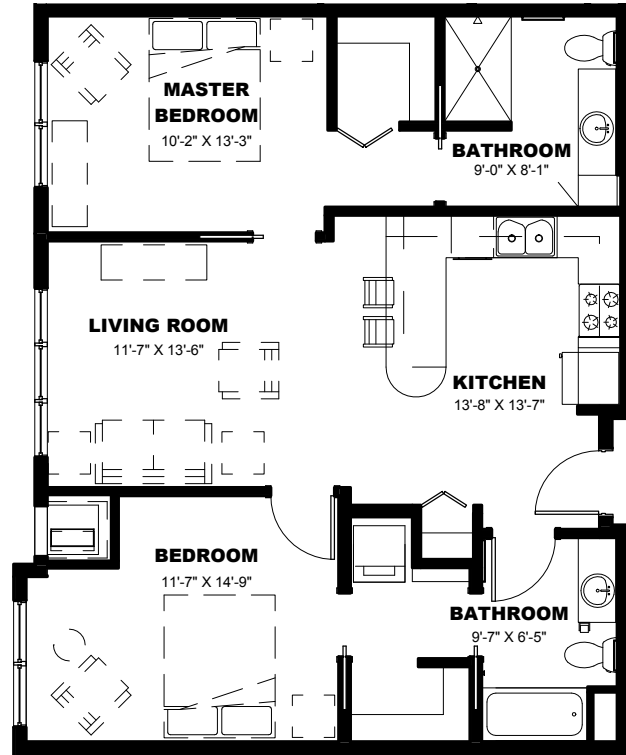 MASTER
BEDROOM
10'-2" X 13'-3"
BATHROOM
9'-0" X 8'-1"
LIVING ROOM
11'-7" X 13'-6"
KITCHEN
13'-8" X 13'-7"
BEDROOM
11'-7" X 14'-9"
BATHROOM
9'-7" X 6'-5"